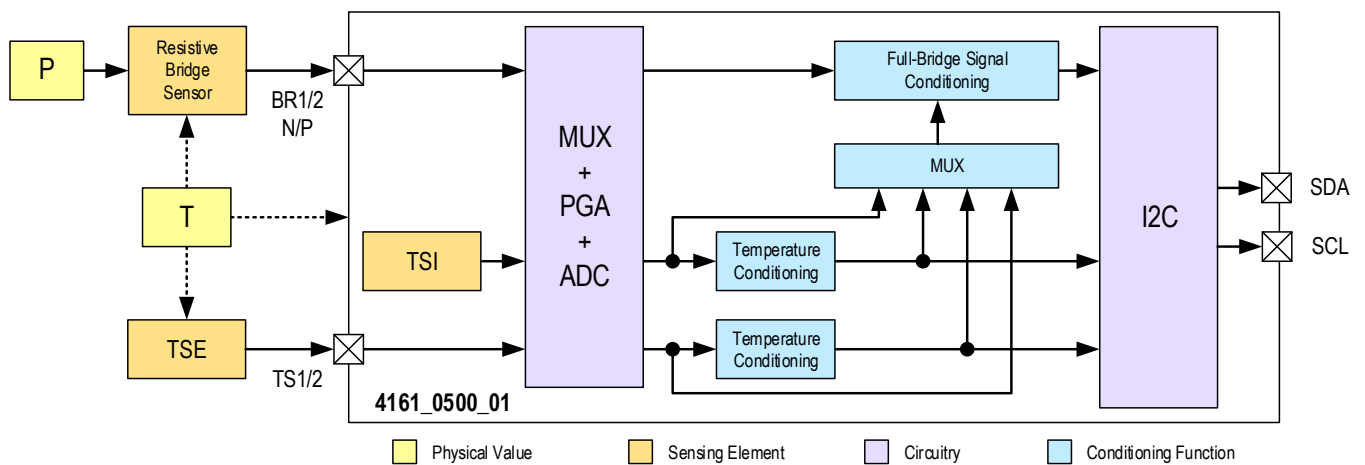 P
Resistive
Bridge
Sensor
BR1/2
N/P
T
TSE
TS1/2
TSI
MUX
+
PGA
+
ADC
Full-Bridge Signal
Conditioning
MUX
Temperature
Conditioning
Temperature
Conditioning
I2C
SDA
SCL
4161_0500_01
Physical Value
Sensing Element
Circuitry
Conditioning Function